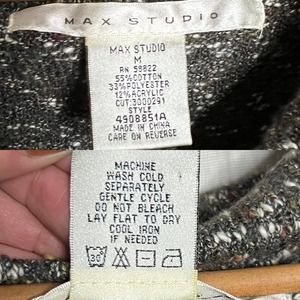 MAX STUDIO
MAX STUDIO
M
RN 59822
55%COTTON
33%POLYESTER
12%ACRYLIC
CUT:3000291
STYLE
4908851A
MADE IN CHINA
CARE ON REVERSE
MACHINE
WASH COLD
SEPARATELY
GENTLE CYCLE
DO NOT BLEACH
LAY FLAT TO DRY
COOL IRON
IF NEEDED
30°